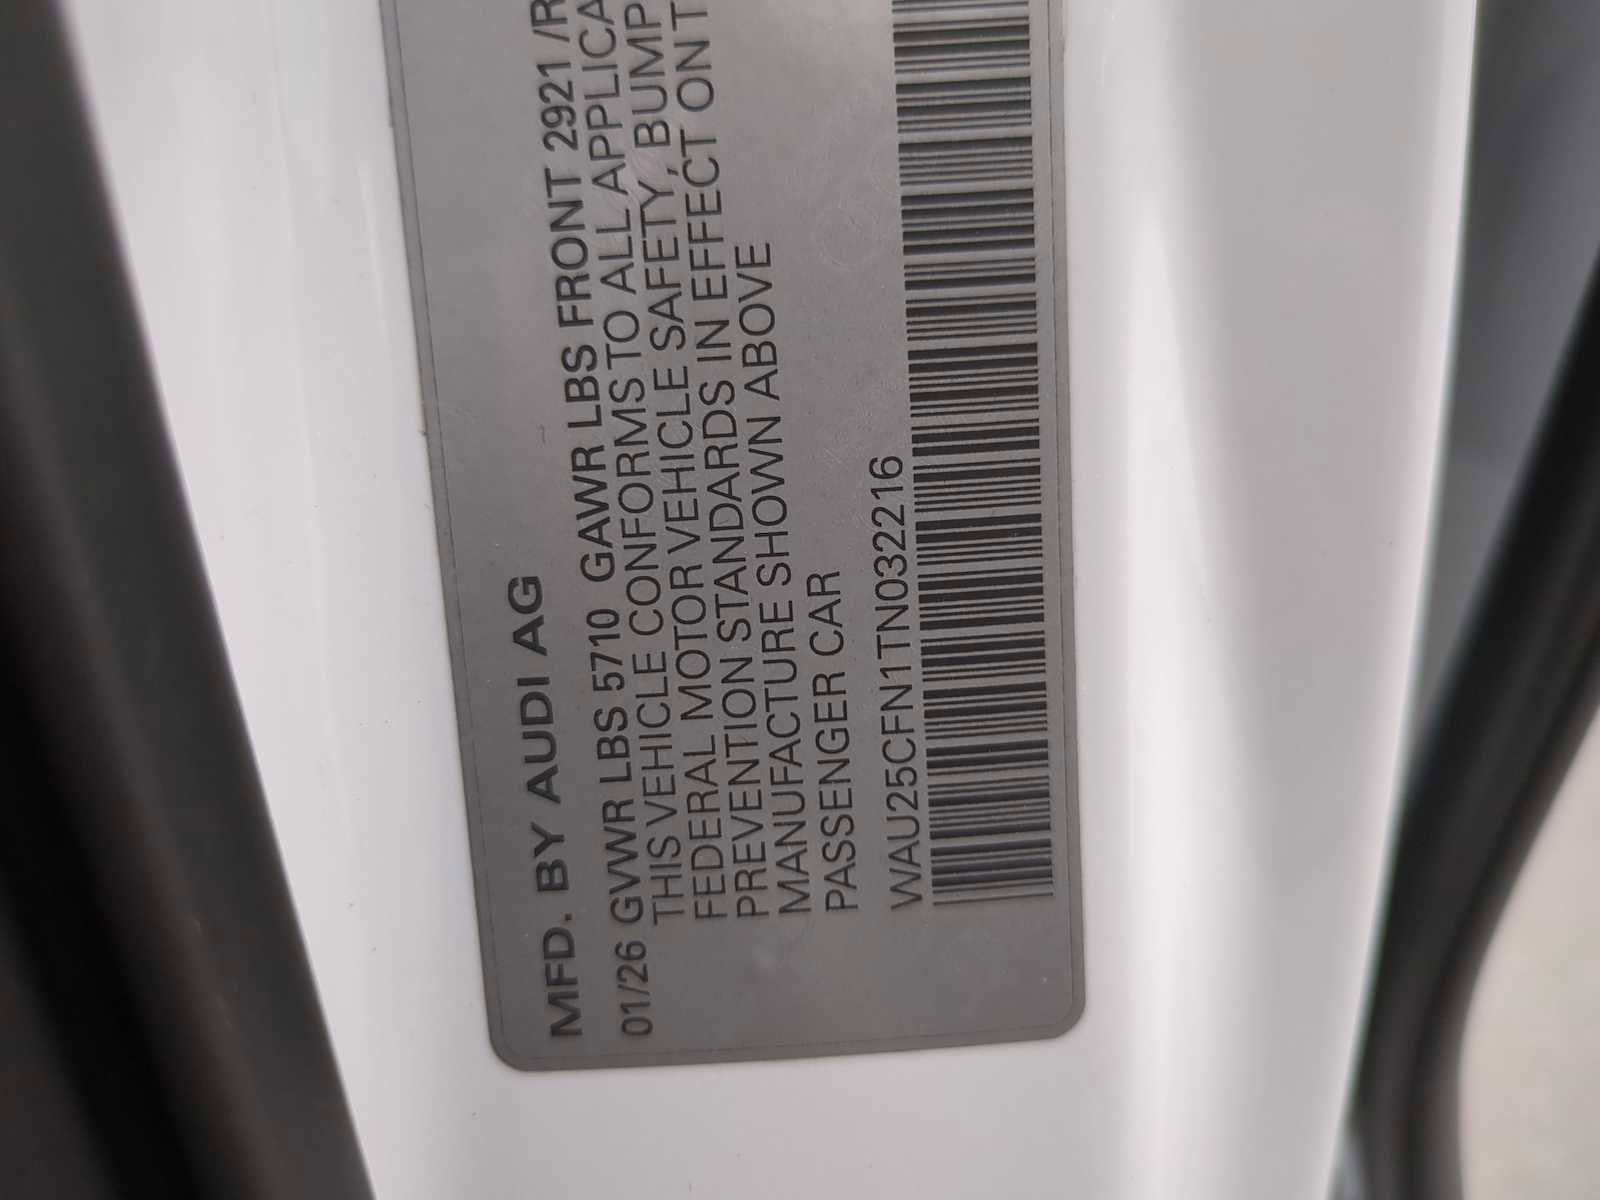 MFD. BY AUDI AG
01/26 GVWR LBS 5710 GAWR LBS FRONT 2921 /R
THIS VEHICLE CONFORMS TO ALL APPLICA
FEDERAL MOTOR VEHICLE SAFETY, BUMP
PREVENTION STANDARDS IN EFFECT ON T
MANUFACTURE SHOWN ABOVE
PASSENGER CAR
WAU25CFN1TN032216